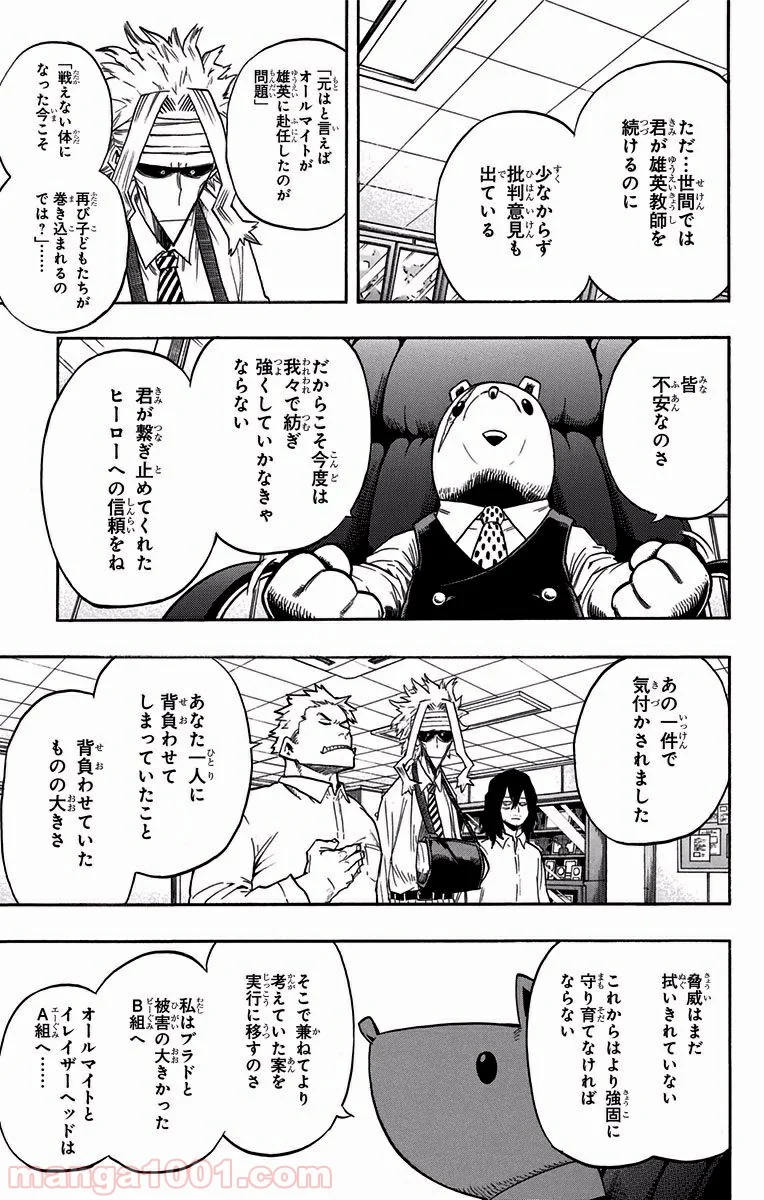 ただ…世間では
君が雄英教師を
続けるのに
少なからず
批判意見も
出ている
「元はと言えば
オールマイトが
雄英に赴任したのが
問題」
「戦えない体に
なった今こそ
再び子どもたちが
巻き込まれるの
では？」……
皆
不安なのさ
だからこそ今度は
我々で紡ぎ
強くしていかなきゃ
ならない
君が繋ぎ止めてくれた
ヒーローへの信頼をね
あの一件で
気付かされました
あなた一人に
背負わせて
しまっていたこと
背負わせていた
ものの大きさ
脅威はまだ
拭いきれていない
これからはより強固に
守り育てなければ
ならない
そこで兼ねてより
考えていた案を
実行に移すのさ
私はブラドと
被害の大きかった
B組へ
オールマイトと
イレイザーヘッドは
A組へ……
manga1001.com